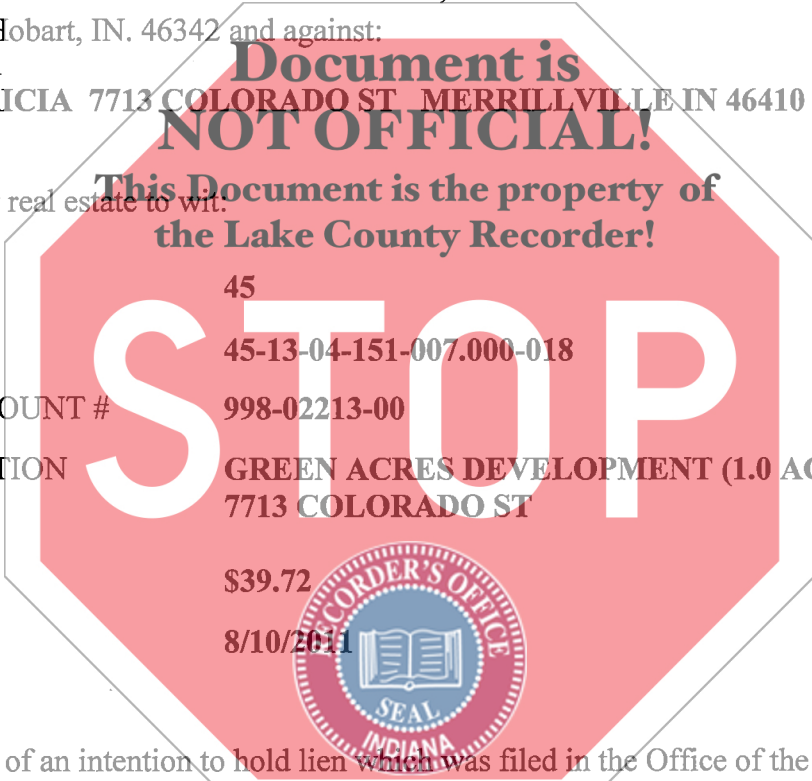 Hobart, IN. 46342 and against:
Document is
ICIA 7713 COLORADO ST MERRILLVILLE IN 46410
NOT OFFICIAL!
This Document is the property of
real estate to wit:
the Lake County Recorder!
45
STOP
45-13-04-151-007.000-018
OUNT # 998-02213-00
TION GREEN ACRES DEVELOPMENT (1.0 AC
7713 COLORADO ST
$39.72
8/10/2011
RECORDER'S OFFICE
SEAL
INDIANA
of an intention to hold lien which was filed in the Office of the